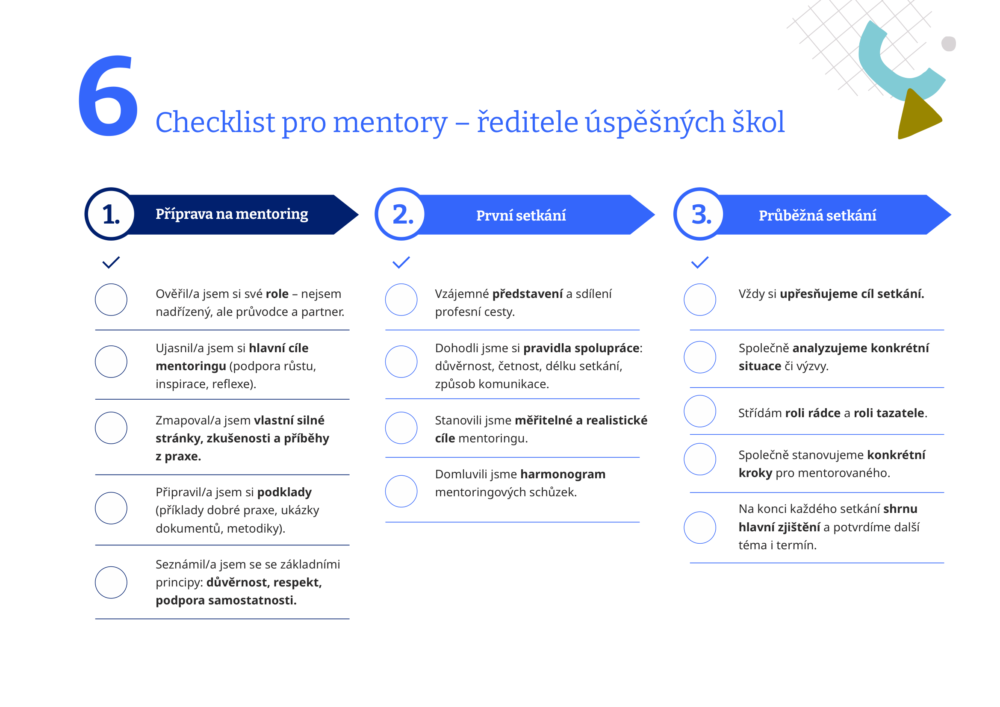 6
Checklist pro mentory – ředitele úspěšných škol
1.
Příprava na mentoring
Ověřil/a jsem si své role – nejsem
nadřízený, ale průvodce a partner.
Ujasnil/a jsem si hlavní cíle
mentoringu (podpora růstu,
inspirace, reflexe).
Zmapoval/a jsem vlastní silné
stránky, zkušenosti a příběhy
z praxe.
Připravil/a jsem si podklady
(příklady dobré praxe, ukázky
dokumentů, metodiky).
Seznámil/a jsem se se základními
principy: důvěrnost, respekt,
podpora samostatnosti.
2.
První setkání
Vzájemné představení a sdílení
profesní cesty.
Dohodli jsme si pravidla spolupráce:
důvěrnost, četnost, délku setkání,
způsob komunikace.
Stanovili jsme měřitelné a realistické
cíle mentoringu.
Domluvili jsme harmonogram
mentoringových schůzek.
3.
Průběžná setkání
Vždy si upřesňujeme cíl setkání.
Společně analyzujeme konkrétní
situace či výzvy.
Střídám roli rádce a roli tazatele.
Společně stanovujeme konkrétní
kroky pro mentorovaného.
Na konci každého setkání shrnu
hlavní zjištění a potvrdíme další
téma i termín.